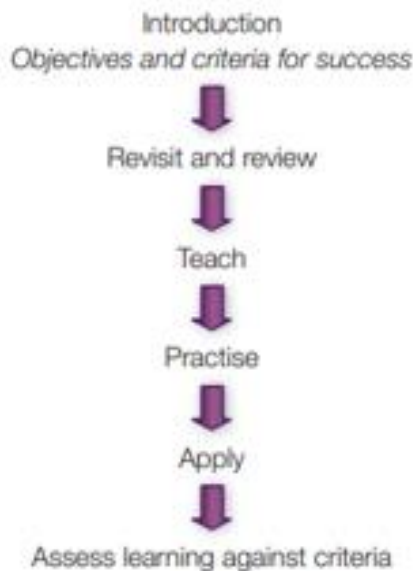 Introduction
Objectives and criteria for success
Revisit and review
Teach
Practise
Apply
Assess learning against criteria